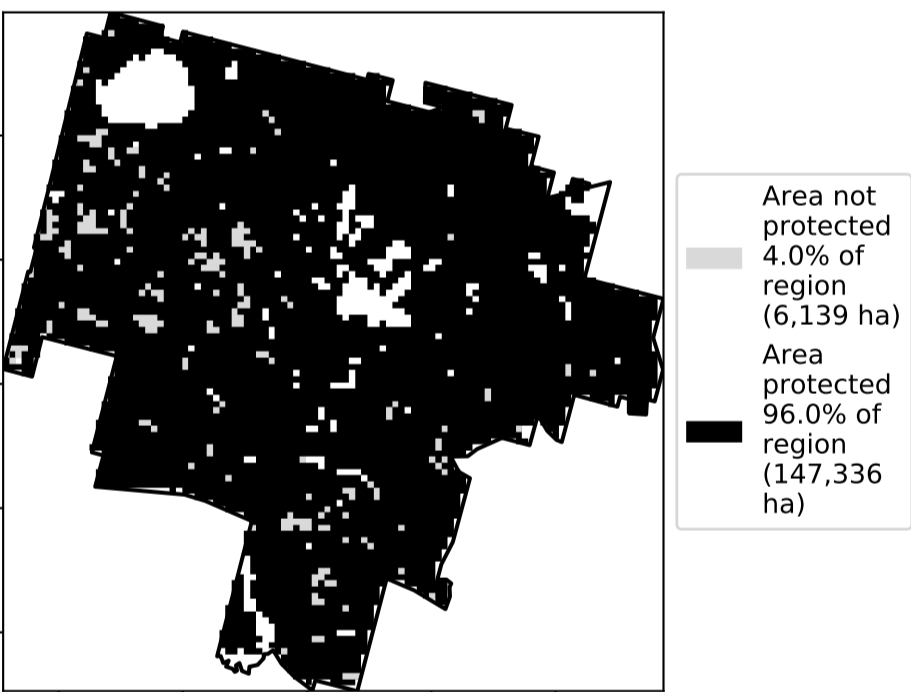 Area not
protected
4.0% of
region
(6,139 ha)
Area
protected
96.0% of
region
(147,336
ha)